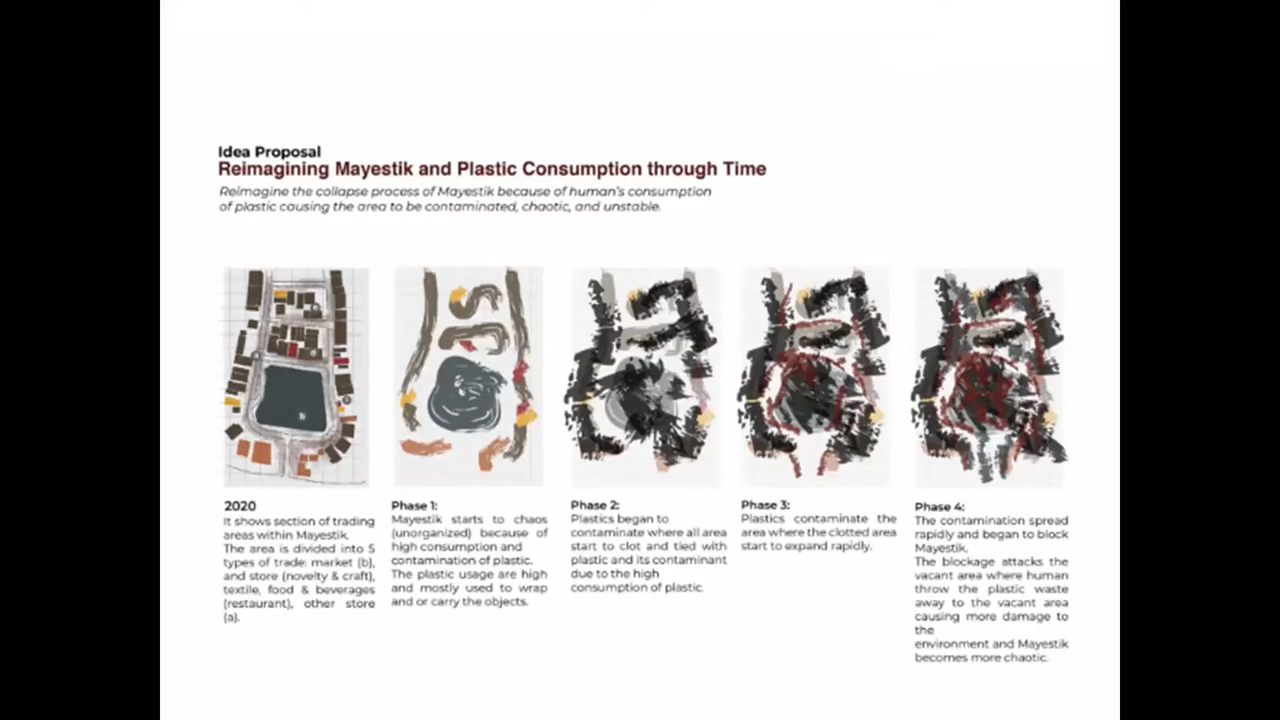 Idea Proposal
Reimagining Mayestik and Plastic Consumption through Time
Reimagine the collapse process of Mayestik because of human's consumption
of plastic causing the area to be contaminated, chaotic, and unstable.
2020
It shows section of trading
areas within Mayestik.
The area is divided into 5
types of trade: market (b),
and store (novelty & craft),
textile, food & beverages
(restaurant), other store
(a).
Phase 1:
Mayestik starts to chaos
(unorganized) because of
high consumption and
contamination of plastic.
The plastic usage are high
and mostly used to wrap
and or carry the objects.
Phase 2:
Plastics began to
contaminate where all area
start to clot and tied with
plastic and its contaminant
due to the high
consumption of plastic.
Phase 3:
Plastics contaminate the
area where the clotted area
start to expand rapidly.
Phase 4:
The contamination spread
rapidly and began to block
Mayestik.
The blockage attacks the
vacant area where human
throw the plastic waste
away to the vacant area
causing more damage to
the
environment and Mayestik
becomes more chaotic.